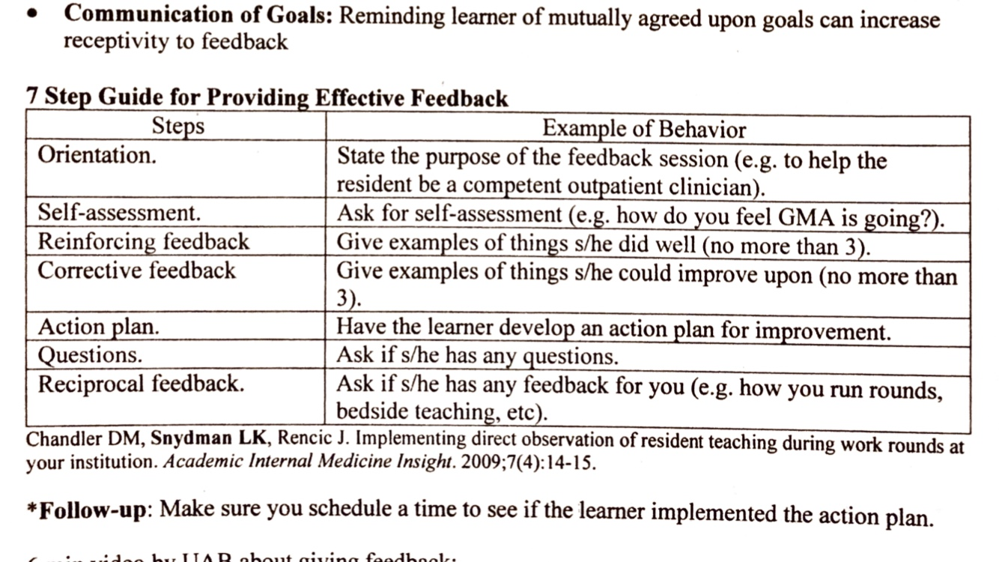 • Communication of Goals: Reminding learner of mutually agreed upon goals can increase
receptivity to feedback
7 Step Guide for Providing Effective Feedback
Steps
Example of Behavior
Orientation.
State the purpose of the feedback session (e.g. to help the
resident be a competent outpatient clinician).
Self-assessment.
Ask for self-assessment (e.g. how do you feel GMA is going?).
Reinforcing feedback
Give examples of things s/he did well (no more than 3).
Corrective feedback
Give examples of things s/he could improve upon (no more than
3).
Action plan.
Have the learner develop an action plan for improvement.
Questions.
Ask if s/he has any questions.
Reciprocal feedback.
Ask if s/he has any feedback for you (e.g. how you run rounds,
bedside teaching, etc).
Chandler DM, Snydman LK, Rencic J. Implementing direct observation of resident teaching during work rounds at
your institution. Academic Internal Medicine Insight. 2009;7(4):14-15.
*Follow-up: Make sure you schedule a time to see if the learner implemented the action plan.
min video by UAB about giving feedback: